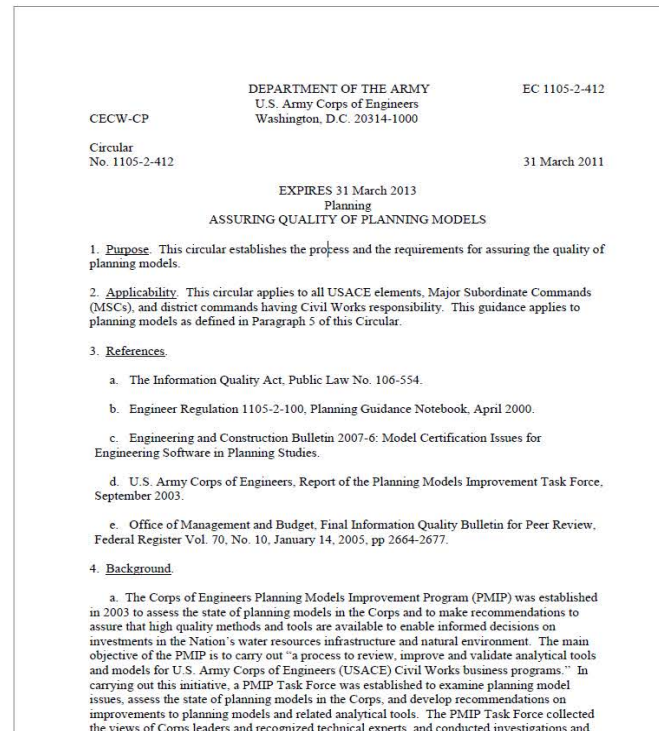 DEPARTMENT OF THE ARMY EC 1105-2-412
U.S. Army Corps of Engineers
CECW-CP Washington, D.C. 20314-1000
Circular
No. 1105-2-412 31 March 2011
EXPIRES 31 March 2013
Planning
ASSURING QUALITY OF PLANNING MODELS
1. Purpose. This circular establishes the process and the requirements for assuring the quality of
planning models.
2. Applicability. This circular applies to all USACE elements, Major Subordinate Commands
(MSCs), and district commands having Civil Works responsibility. This guidance applies to
planning models as defined in Paragraph 5 of this Circular.
3. References.
a. The Information Quality Act, Public Law No. 106-554.
b. Engineer Regulation 1105-2-100, Planning Guidance Notebook, April 2000.
c. Engineering and Construction Bulletin 2007-6: Model Certification Issues for
Engineering Software in Planning Studies.
d. U.S. Army Corps of Engineers, Report of the Planning Models Improvement Task Force,
September 2003.
e. Office of Management and Budget, Final Information Quality Bulletin for Peer Review,
Federal Register Vol. 70, No. 10, January 14, 2005, pp 2664-2677.
4. Background.
a. The Corps of Engineers Planning Models Improvement Program (PMIP) was established
in 2003 to assess the state of planning models in the Corps and to make recommendations to
assure that high quality methods and tools are available to enable informed decisions on
investments in the Nation's water resources infrastructure and natural environment. The main
objective of the PMIP is to carry out "a process to review, improve and validate analytical tools
and models for U.S. Army Corps of Engineers (USACE) Civil Works business programs." In
carrying out this initiative, a PMIP Task Force was established to examine planning model
issues, assess the state of planning models in the Corps, and develop recommendations on
improvements to planning models and related analytical tools. The PMIP Task Force collected
the views of Corps leaders and recognized technical experts, and conducted investigations and